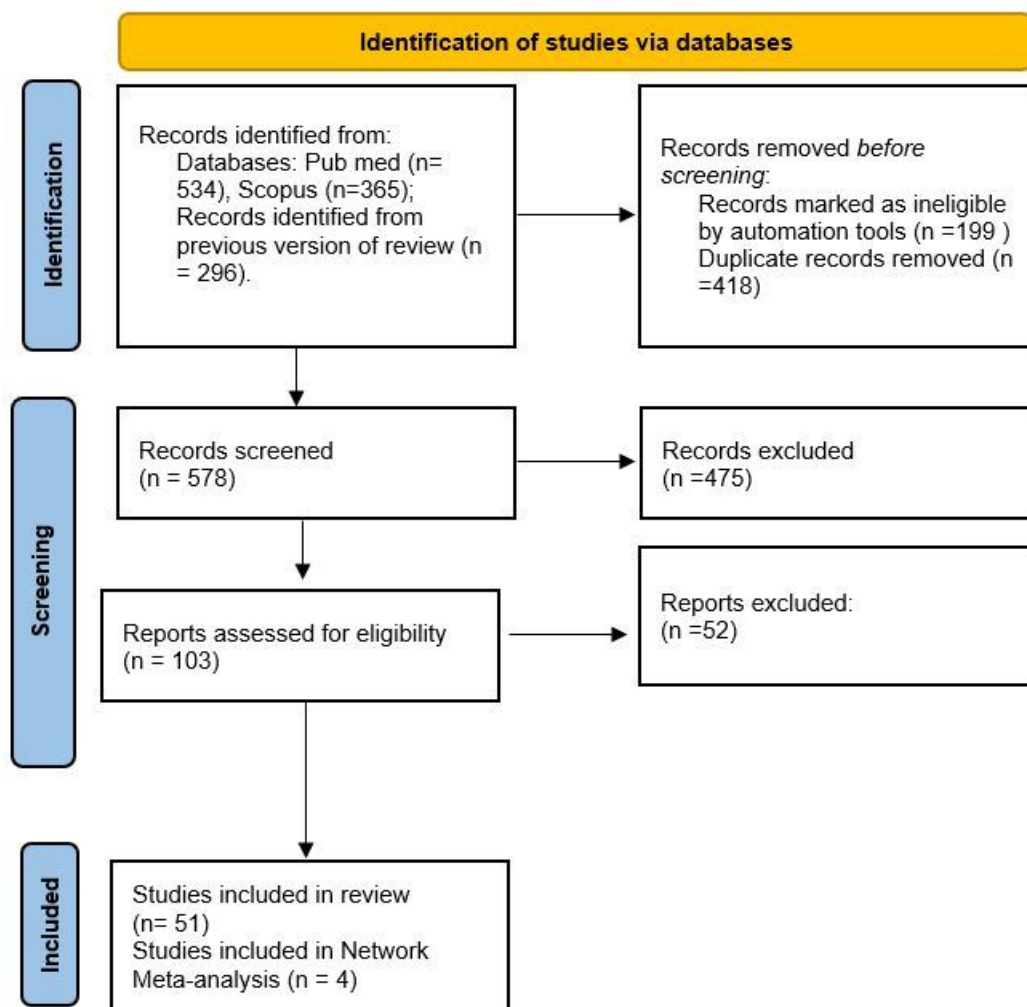 Identification of studies via databases
Identification
Records identified from:
Databases: Pub med (n=
534), Scopus (n=365);
Records identified from
previous version of review (n
= 296).
Records removed before
screening:
Records marked as ineligible
by automation tools (n =199 )
Duplicate records removed (n
=418)
Screening
Records screened
(n = 578)
Records excluded
(n =475)
Reports assessed for eligibility
(n = 103)
Reports excluded:
(n =52)
Included
Studies included in review
(n= 51)
Studies included in Network
Meta-analysis (n = 4)